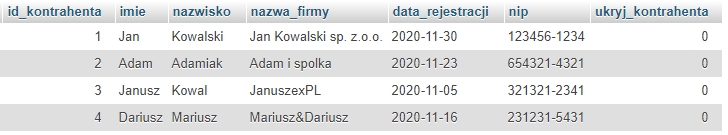 id_kontrahenta imie nazwisko nazwa_firmy data_rejestracji nip ukryj_kontrahenta
1 Jan Kowalski Jan Kowalski sp. z.o.o. 2020-11-30 123456-1234 0
2 Adam Adamiak Adam i spolka 2020-11-23 654321-4321 0
3 Janusz Kowal JanuszexPL 2020-11-05 321321-2341 0
4 Dariusz Mariusz Mariusz&Dariusz 2020-11-16 231231-5431 0